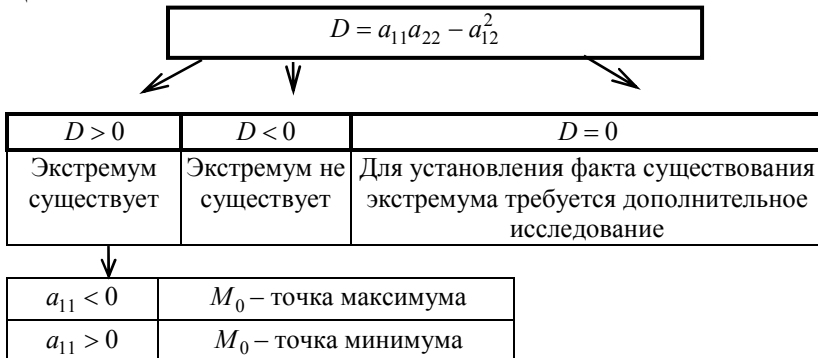 D = a₁₁a₂₂ − a₁₂²
D > 0 D < 0 D = 0
Экстремум существует
Экстремум не существует
Для установления факта существования
экстремума требуется дополнительное
исследование
a₁₁ < 0 M₀ – точка максимума
a₁₁ > 0 M₀ – точка минимума